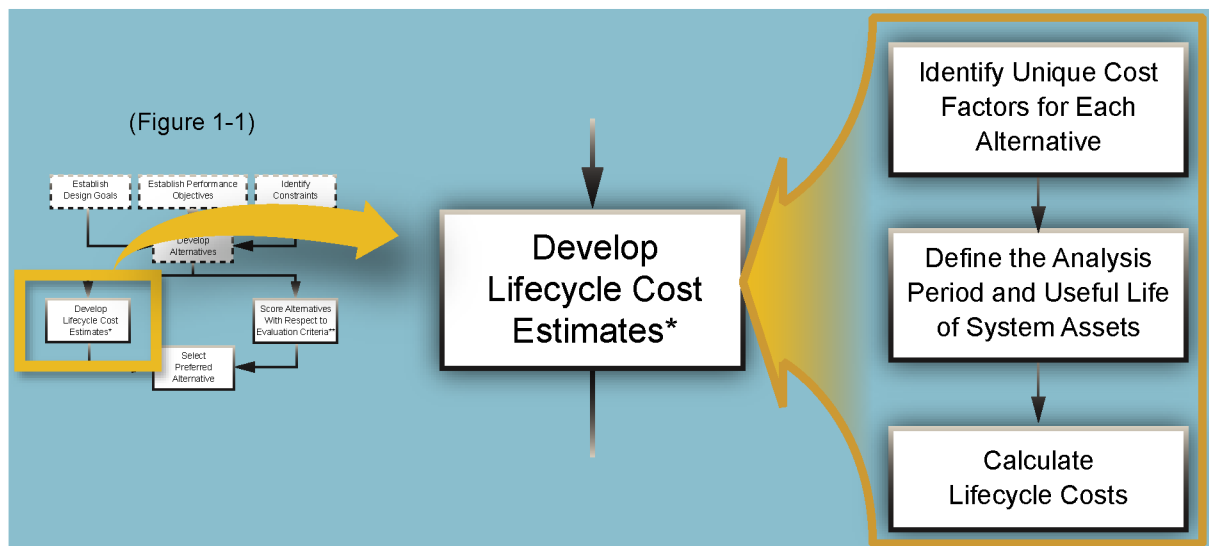 (Figure 1-1)
Establish
Design Goals
Establish Performance
Objectives
Identify
Constraints
Develop
Alternatives
Develop
Lifecycle Cost
Estimates*
Score Alternatives
With Respect to
Evaluation Criteria**
Select
Preferred
Alternative
Develop
Lifecycle Cost
Estimates*
Identify Unique Cost
Factors for Each
Alternative
Define the Analysis
Period and Useful Life
of System Assets
Calculate
Lifecycle Costs